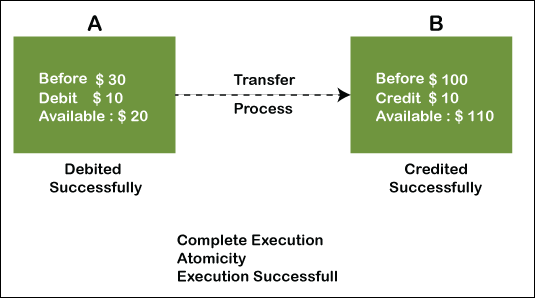 A
Before $ 30
Debit $ 10
Available : $ 20
Debited
Successfully
Transfer
Process
B
Before $ 100
Credit $ 10
Available : $ 110
Credited
Successfully
Complete Execution
Atomicity
Execution Successfull